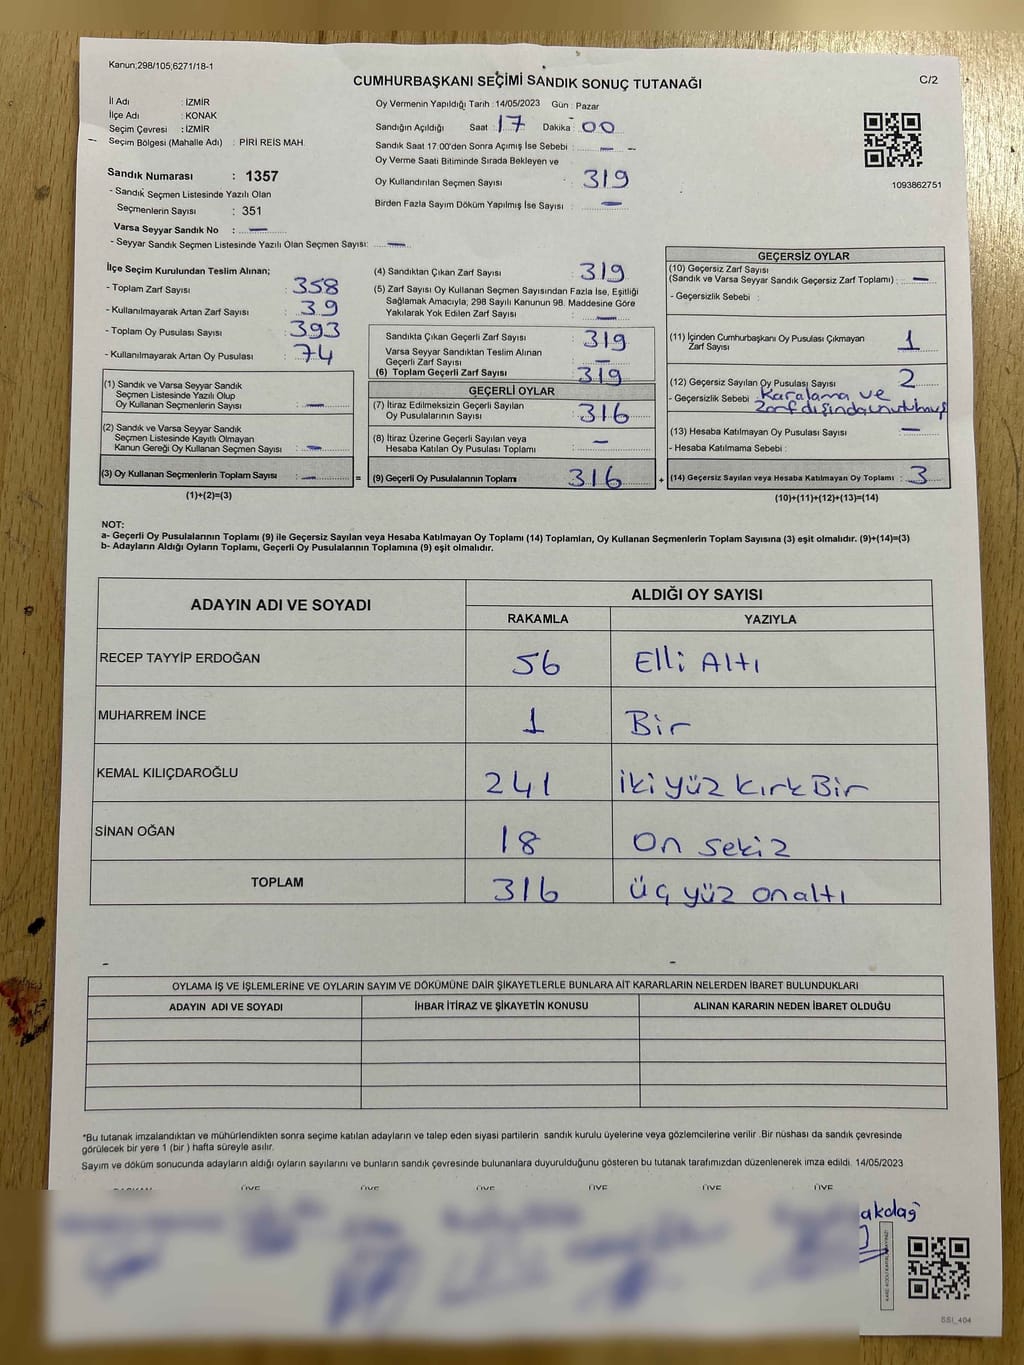 Kanun,298/105,6271/18-1
CUMHURBAŞKANI SEÇİMİ SANDIK SONUÇ TUTANAĞI
C/2
İl Adı : İZMİR
İlçe Adı : KONAK
Seçim Çevresi : İZMİR
Seçim Bölgesi (Mahalle Adı) : PİRİ REİS MAH.
Oy Vermenin Yapıldığı Tarih : 14/05/2023 Gün : Pazar
Sandığın Açıldığı Saat : 17 Dakika : 00
Sandık Saat 17.00'den Sonra Açımış İse Sebebi : —
Oy Verme Saati Bitiminde Sırada Bekleyen ve
Oy Kullandırılan Seçmen Sayısı : 319
Birden Fazla Sayım Döküm Yapılmış İse Sayısı : —
1093862751
Sandık Numarası : 1357
- Sandık Seçmen Listesinde Yazılı Olan
Seçmenlerin Sayısı : 351
Varsa Seyyar Sandık No : —
- Seyyar Sandık Seçmen Listesinde Yazılı Olan Seçmen Sayısı: —
İlçe Seçim Kurulundan Teslim Alınan;
- Toplam Zarf Sayısı : 358
- Kullanılmayarak Artan Zarf Sayısı : 39
- Toplam Oy Pusulası Sayısı : 393
- Kullanılmayarak Artan Oy Pusulası : 74
(1) Sandık ve Varsa Seyyar Sandık
Seçmen Listesinde Yazılı Olup
Oy Kullanan Seçmenlerin Sayısı : —
(2) Sandık ve Varsa Seyyar Sandık
Seçmen Listesinde Kayıtlı Olmayan
Kanun Gereği Oy Kullanan Seçmen Sayısı : —
(3) Oy Kullanan Seçmenlerin Toplam Sayısı : —
(1)+(2)=(3)
=
(4) Sandıktan Çıkan Zarf Sayısı : 319
(5) Zarf Sayısı Oy Kullanan Seçmen Sayısından Fazla İse, Eşitliği
Sağlamak Amacıyla, 298 Sayılı Kanunun 98. Maddesine Göre
Yakılarak Yok Edilen Zarf Sayısı : —
Sandıkta Çıkan Geçerli Zarf Sayısı : 319
Varsa Seyyar Sandıktan Teslim Alınan
Geçerli Zarf Sayısı : —
(6) Toplam Geçerli Zarf Sayısı : 319
GEÇERLİ OYLAR
(7) İtiraz Edilmeksizin Geçerli Sayılan
Oy Pusulalarının Sayısı : 316
(8) İtiraz Üzerine Geçerli Sayılan veya
Hesaba Katılan Oy Pusulası Toplamı : —
(9) Geçerli Oy Pusulalarının Toplamı : 316
+
GEÇERSİZ OYLAR
(10) Geçersiz Zarf Sayısı
(Sandık ve Varsa Seyyar Sandık Geçersiz Zarf Toplamı) : —
- Geçersizlik Sebebi :
(11) İçinden Cumhurbaşkanı Oy Pusulası Çıkmayan
Zarf Sayısı : 1
(12) Geçersiz Sayılan Oy Pusulası Sayısı : 2
- Geçersizlik Sebebi : Karalama ve
Zarf dışında unutulmuş
(13) Hesaba Katılmayan Oy Pusulası Sayısı : —
- Hesaba Katılmama Sebebi :
(14) Geçersiz Sayılan veya Hesaba Katılmayan Oy Toplamı : 3
(10)+(11)+(12)+(13)=(14)
NOT:
a- Geçerli Oy Pusulalarının Toplamı (9) ile Geçersiz Sayılan veya Hesaba Katılmayan Oy Toplamı (14) Toplamları, Oy Kullanan Seçmenlerin Toplam Sayısına (3) eşit olmalıdır. (9)+(14)=(3)
b- Adayların Aldığı Oyların Toplamı, Geçerli Oy Pusulalarının Toplamına (9) eşit olmalıdır.
ADAYIN ADI VE SOYADI
ALDIĞI OY SAYISI
RAKAMLA YAZIYLA
RECEP TAYYİP ERDOĞAN 56 Elli Altı
MUHARREM İNCE 1 Bir
KEMAL KILIÇDAROĞLU 241 iki yüz kırk Bir
SİNAN OĞAN 18 On sekiz
TOPLAM 316 üç yüz onaltı
OYLAMA İŞ VE İŞLEMLERİNE VE OYLARIN SAYIM VE DÖKÜMÜNE DAİR ŞİKAYETLERLE BUNLARA AİT KARARLARIN NELERDEN İBARET BULUNDUKLARI
ADAYIN ADI VE SOYADI İHBAR İTİRAZ VE ŞİKAYETİN KONUSU ALINAN KARARIN NEDEN İBARET OLDUĞU
*Bu tutanak imzalandıktan ve mühürlendikten sonra seçime katılan adayların ve talep eden siyasi partilerin sandık kurulu üyelerine veya gözlemcilerine verilir .Bir nüshası da sandık çevresinde
görülecek bir yere 1 (bir ) hafta süreyle asılır.
Sayım ve döküm sonucunda adayların aldığı oyların sayılarını ve bunların sandık çevresinde bulunanlara duyurulduğunu gösteren bu tutanak tarafımızdan düzenlenerek imza edildi. 14/05/2023
BAŞKAN ÜYE ÜYE ÜYE ÜYE ÜYE ÜYE
akdağ
SSI_404